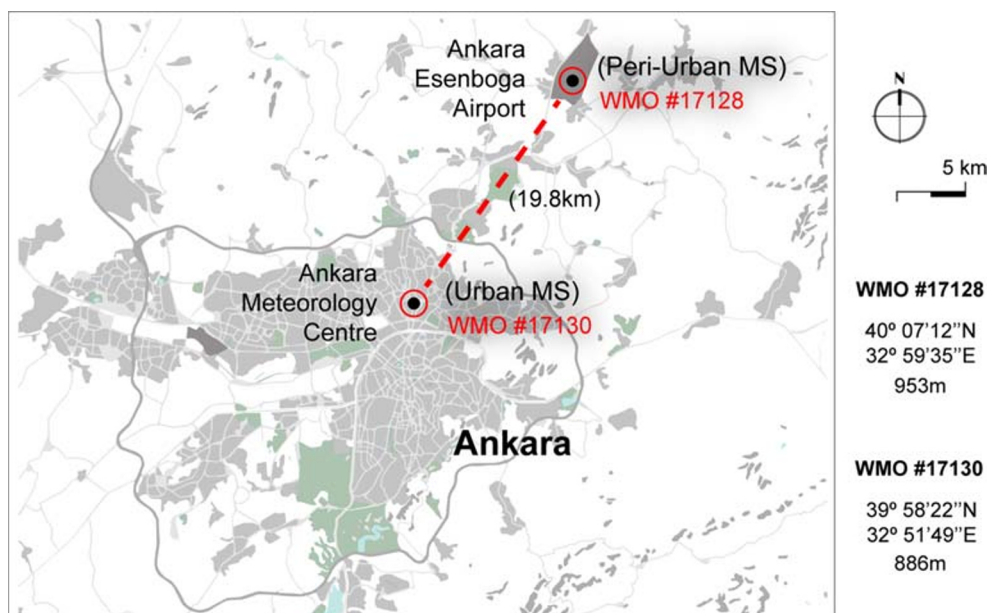 Ankara
Esenboga
Airport
(Peri-Urban MS)
WMO #17128
(19.8km)
Ankara
Meteorology
Centre
(Urban MS)
WMO #17130
Ankara
N
5 km
WMO #17128
40º 07’12’’N
32º 59’35’’E
953m
WMO #17130
39º 58’22’’N
32º 51’49’’E
886m